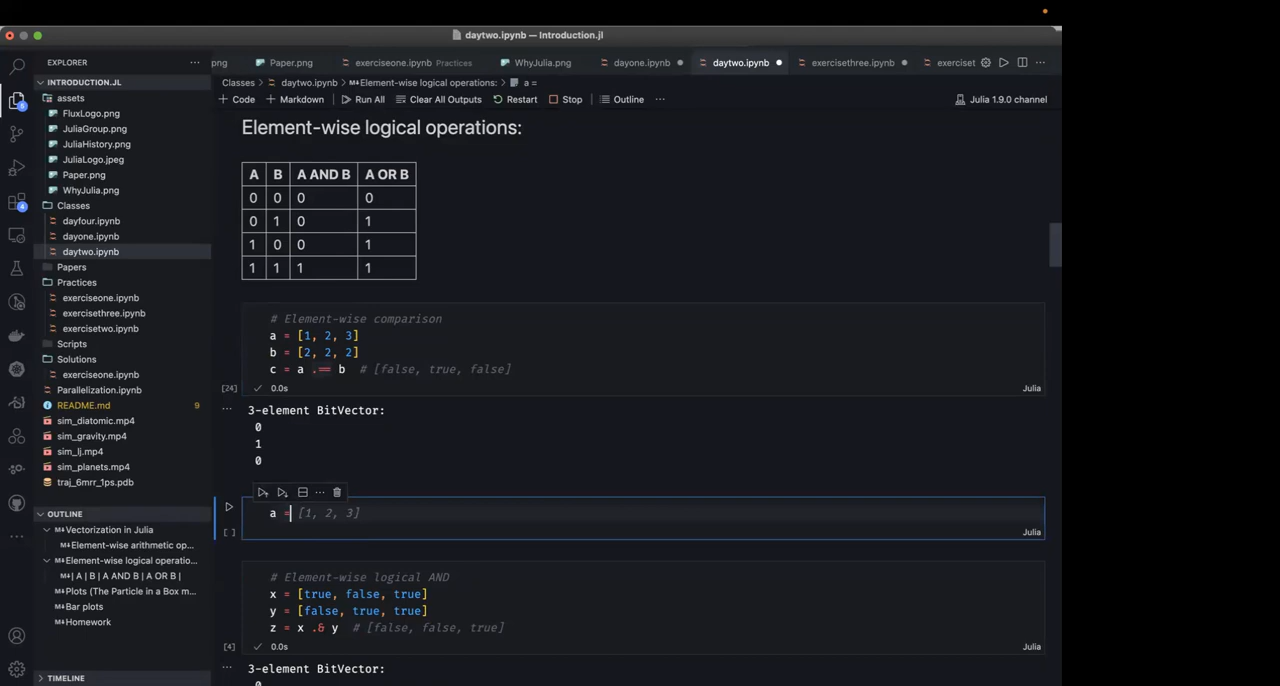 daytwo.ipynb — Introduction.jl
EXPLORER
png Paper.png exerciseone.ipynb Practices WhyJulia.png dayone.ipynb daytwo.ipynb exercisethree.ipynb exerciset
INTRODUCTION.JL
Classes > daytwo.ipynb > M↓Element-wise logical operations: > a =
+ Code + Markdown Run All Clear All Outputs Restart Stop Outline ... Julia 1.9.0 channel
assets
FluxLogo.png
JuliaGroup.png
JuliaHistory.png
JuliaLogo.jpeg
Paper.png
WhyJulia.png
Classes
dayfour.ipynb
dayone.ipynb
daytwo.ipynb
Papers
Practices
exerciseone.ipynb
exercisethree.ipynb
exercisetwo.ipynb
Scripts
Solutions
exerciseone.ipynb
Parallelization.ipynb
README.md 9
sim_diatomic.mp4
sim_gravity.mp4
sim_lj.mp4
sim_planets.mp4
traj_6mrr_1ps.pdb
OUTLINE
M↓Vectorization in Julia
M↓Element-wise arithmetic op...
M↓Element-wise logical operatio...
M↓| A | B | A AND B | A OR B |
M↓Plots (The Particle in a Box m...
M↓Bar plots
M↓Homework
TIMELINE
5
4
Element-wise logical operations:
A B A AND B A OR B
0 0 0 0
0 1 0 1
1 0 0 1
1 1 1 1
# Element-wise comparison
a = [1, 2, 3]
b = [2, 2, 2]
c = a .== b # [false, true, false]
[24] ✓ 0.0s Julia
... 3-element BitVector:
0
1
0
a = [1, 2, 3]
[ ] Julia
# Element-wise logical AND
x = [true, false, true]
y = [false, true, true]
z = x .& y # [false, false, true]
[4] ✓ 0.0s Julia
... 3-element BitVector: